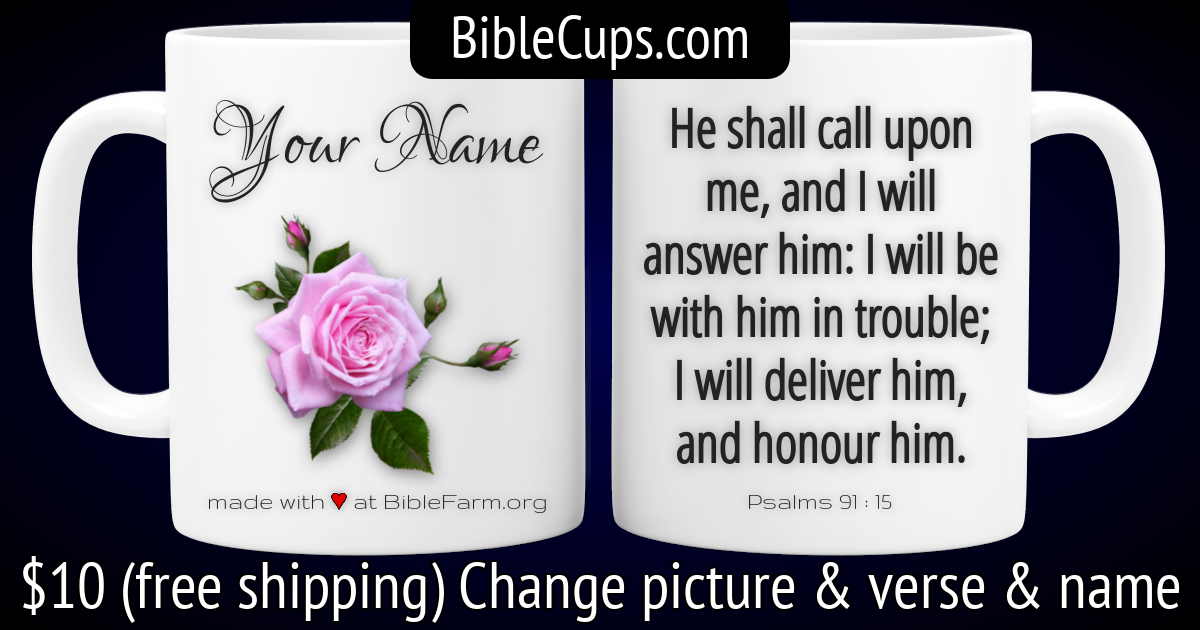 BibleCups.com
Your Name
made with ♥ at BibleFarm.org
He shall call upon
me, and I will
answer him: I will be
with him in trouble;
I will deliver him,
and honour him.
Psalms 91 : 15
$10 (free shipping) Change picture & verse & name